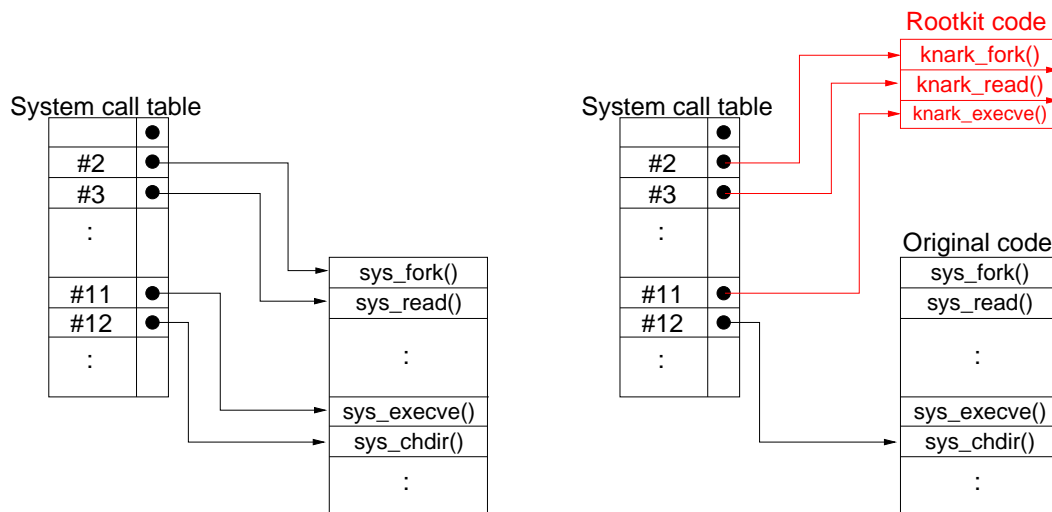 System call table
#2
#3
:
#11
#12
:
sys_fork()
sys_read()
:
sys_execve()
sys_chdir()
:
System call table
#2
#3
:
#11
#12
:
Rootkit code
knark_fork()
knark_read()
knark_execve()
Original code
sys_fork()
sys_read()
:
sys_execve()
sys_chdir()
: